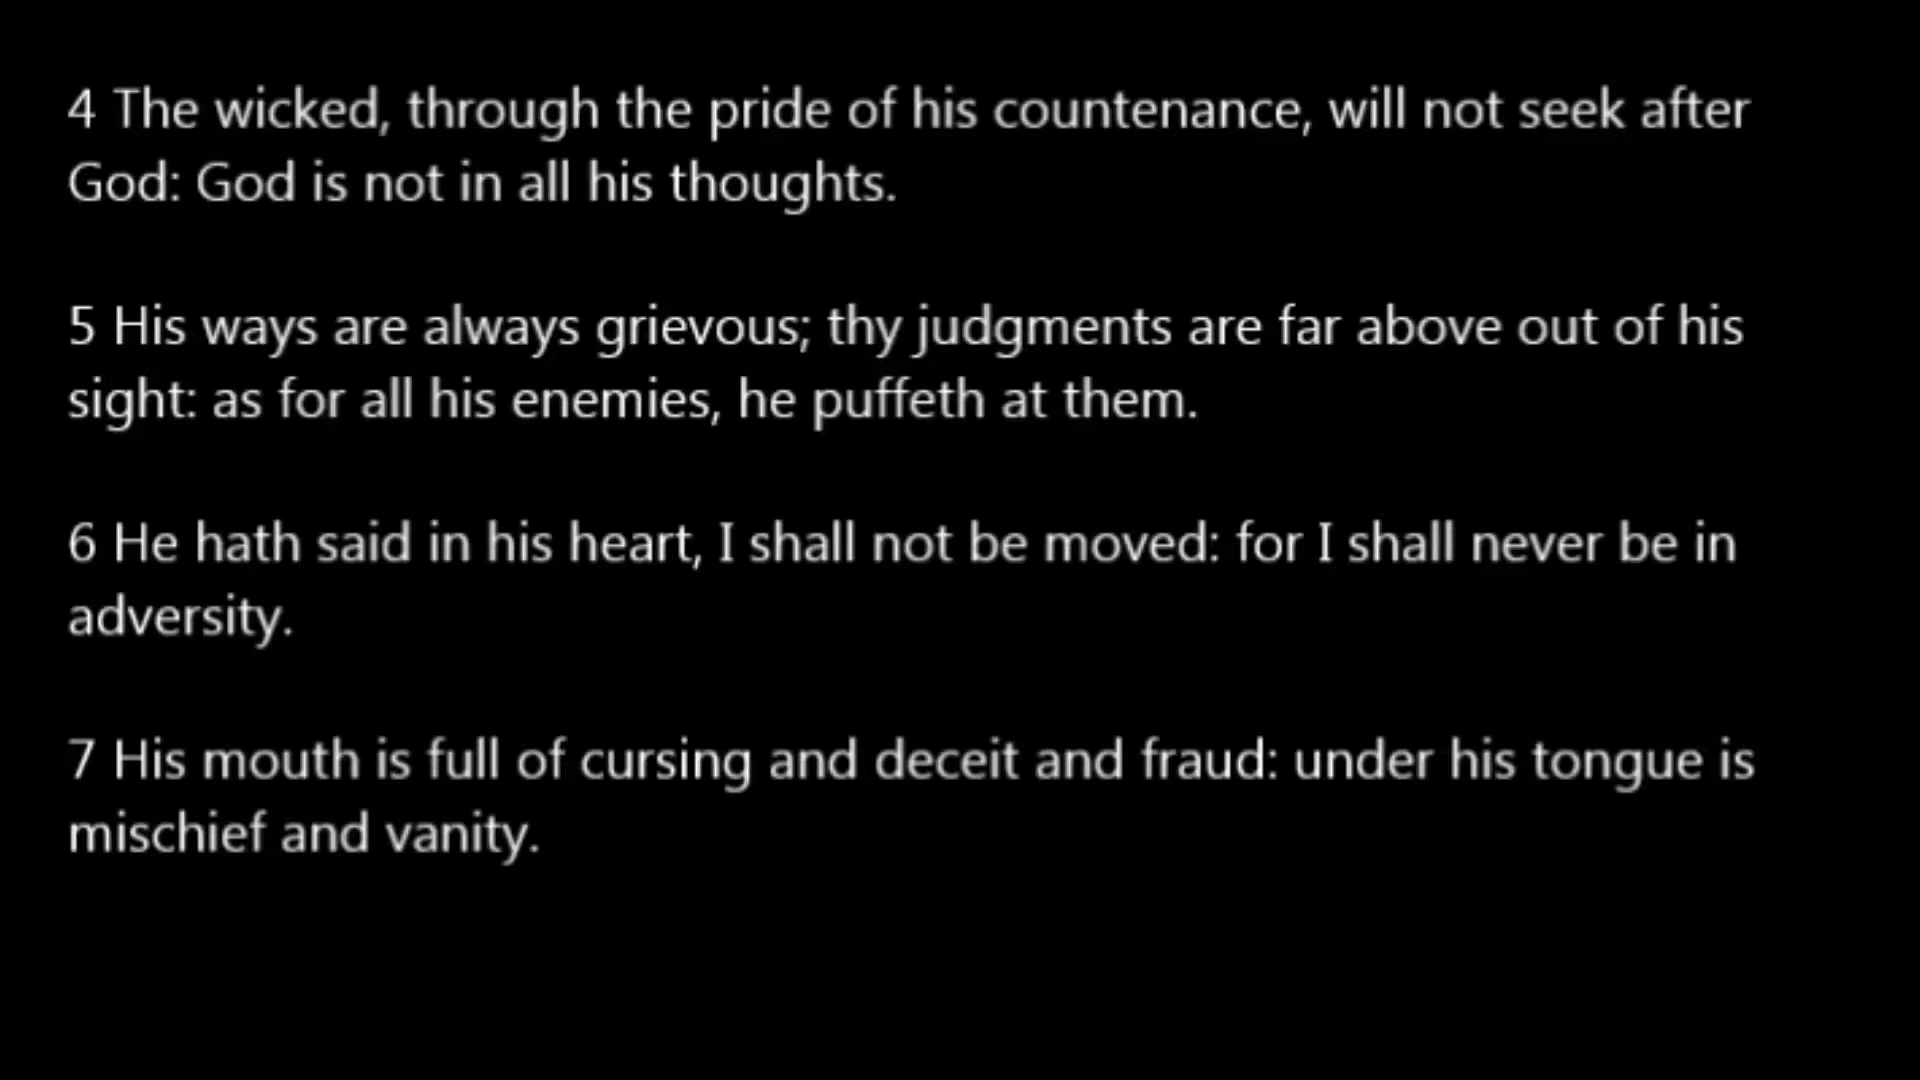 4 The wicked, through the pride of his countenance, will not seek after
God: God is not in all his thoughts.
5 His ways are always grievous; thy judgments are far above out of his
sight: as for all his enemies, he puffeth at them.
6 He hath said in his heart, I shall not be moved: for I shall never be in
adversity.
7 His mouth is full of cursing and deceit and fraud: under his tongue is
mischief and vanity.